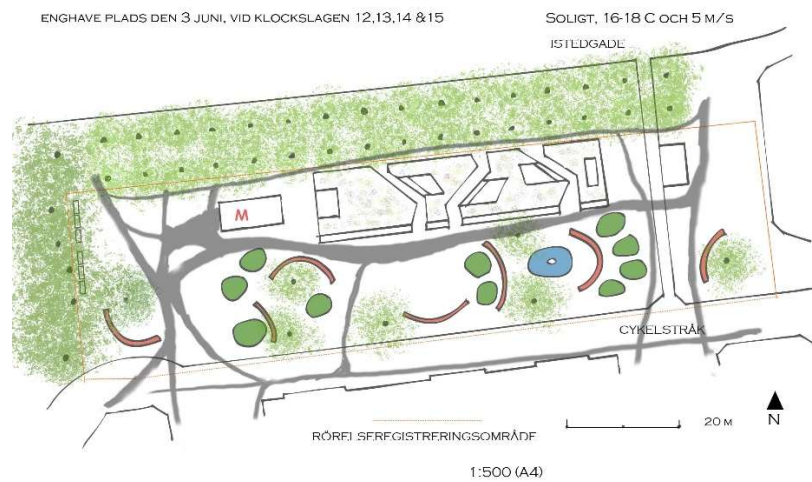 ENGHAVE PLADS DEN 3 JUNI, VID KLOCKSLAGEN 12,13,14 &15
SOLIGT, 16-18 C OCH 5 M/S
ISTEDGADE
M
CYKELSTRÅK
20 M
N
RÖRELSEREGISTRERINGSOMRÅDE
1:500 (A4)